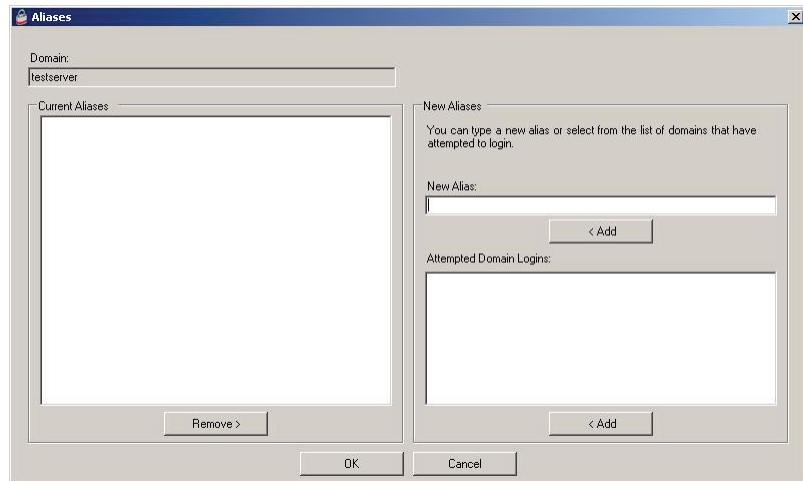 Aliases
Domain:
testserver
Current Aliases
Remove >
New Aliases
You can type a new alias or select from the list of domains that have
attempted to login.
New Alias:
< Add
Attempted Domain Logins:
< Add
OK
Cancel